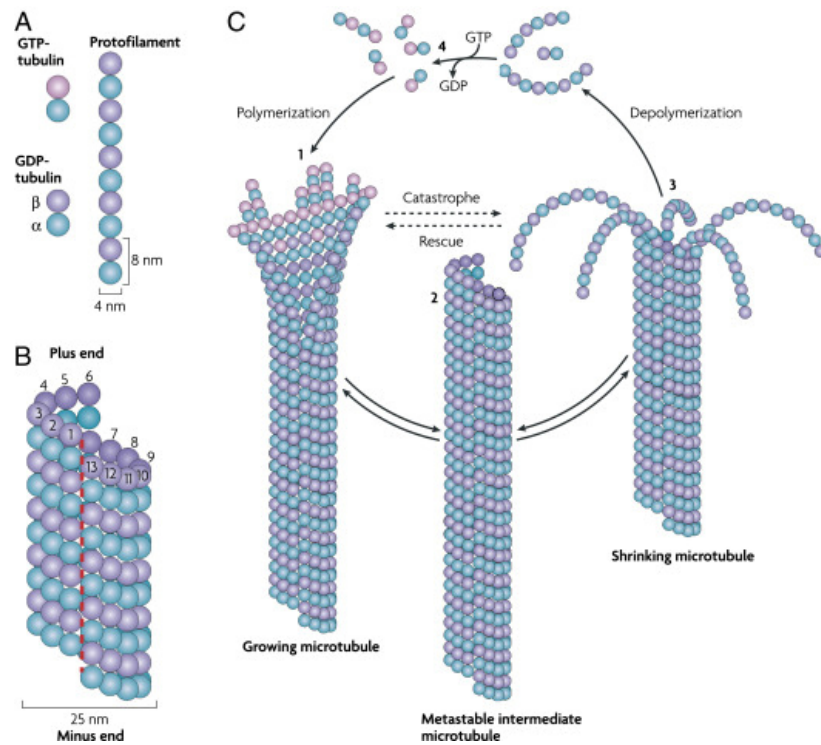 A
GTP-
tubulin
Protofilament
GDP-
tubulin
β
α
8 nm
4 nm
B
Plus end
4
5
6
3
2
1
7
8
9
13
12
11
10
25 nm
Minus end
C
4
GTP
GDP
Polymerization
Depolymerization
1
Catastrophe
Rescue
2
3
Growing microtubule
Metastable intermediate
microtubule
Shrinking microtubule